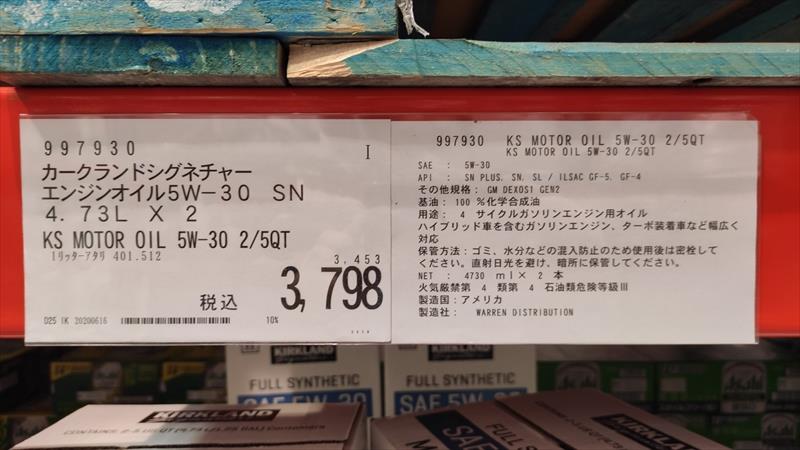 997930
I
カークランドシグネチャー
エンジンオイル5W-30 SN
4.73L X 2
KS MOTOR OIL 5W-30 2/5QT
1リッターアタリ 401.512
3,453
税込 3,798
D25 IK 20200616
10%
997930 KS MOTOR OIL 5W-30 2/5QT
KS MOTOR OIL 5W-30 2/5QT
SAE : 5W-30
API : SN PLUS, SN, SL / ILSAC GF-5, GF-4
その他規格: GM DEXOS1 GEN2
基油: 100 %化学合成油
用途: 4 サイクルガソリンエンジン用オイル
ハイブリッド車を含むガソリンエンジン、ターボ装着車など幅広く
対応
保管方法:ゴミ、水分などの混入防止のため使用後は密栓して
ください。直射日光を避け、暗所に保管してください。
NET : 4730 ml× 2 本
火気厳禁第 4 類第 4 石油類危険等級Ⅲ
製造国:アメリカ
製造社: WARREN DISTRIBUTION
KIRKLAND
FULL SYNTHETIC
SAE 5W-30
KIRKLAND
FULL SYNTHETIC
SAE 5W-30
KIRKLAND
KIRKLAND